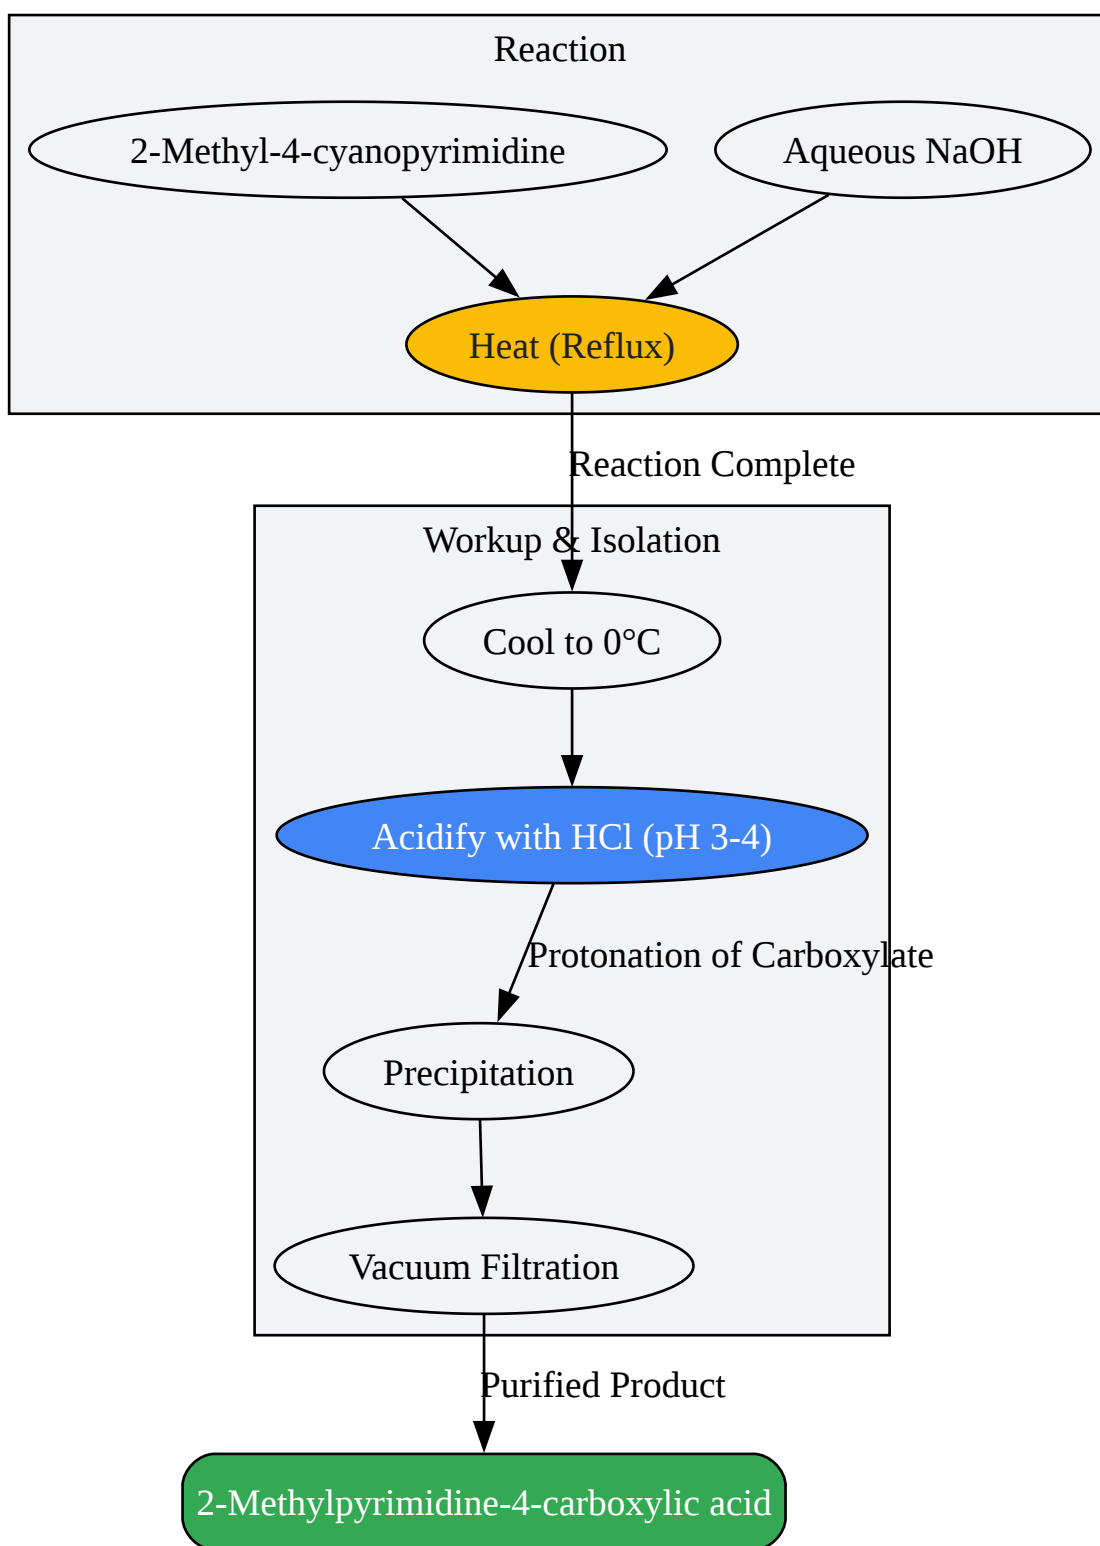 Reaction
2-Methyl-4-cyanopyrimidine
Aqueous NaOH
Heat (Reflux)
Reaction Complete
Workup & Isolation
Cool to 0°C
Acidify with HCl (pH 3-4)
Protonation of Carboxylate
Precipitation
Vacuum Filtration
Purified Product
2-Methylpyrimidine-4-carboxylic acid